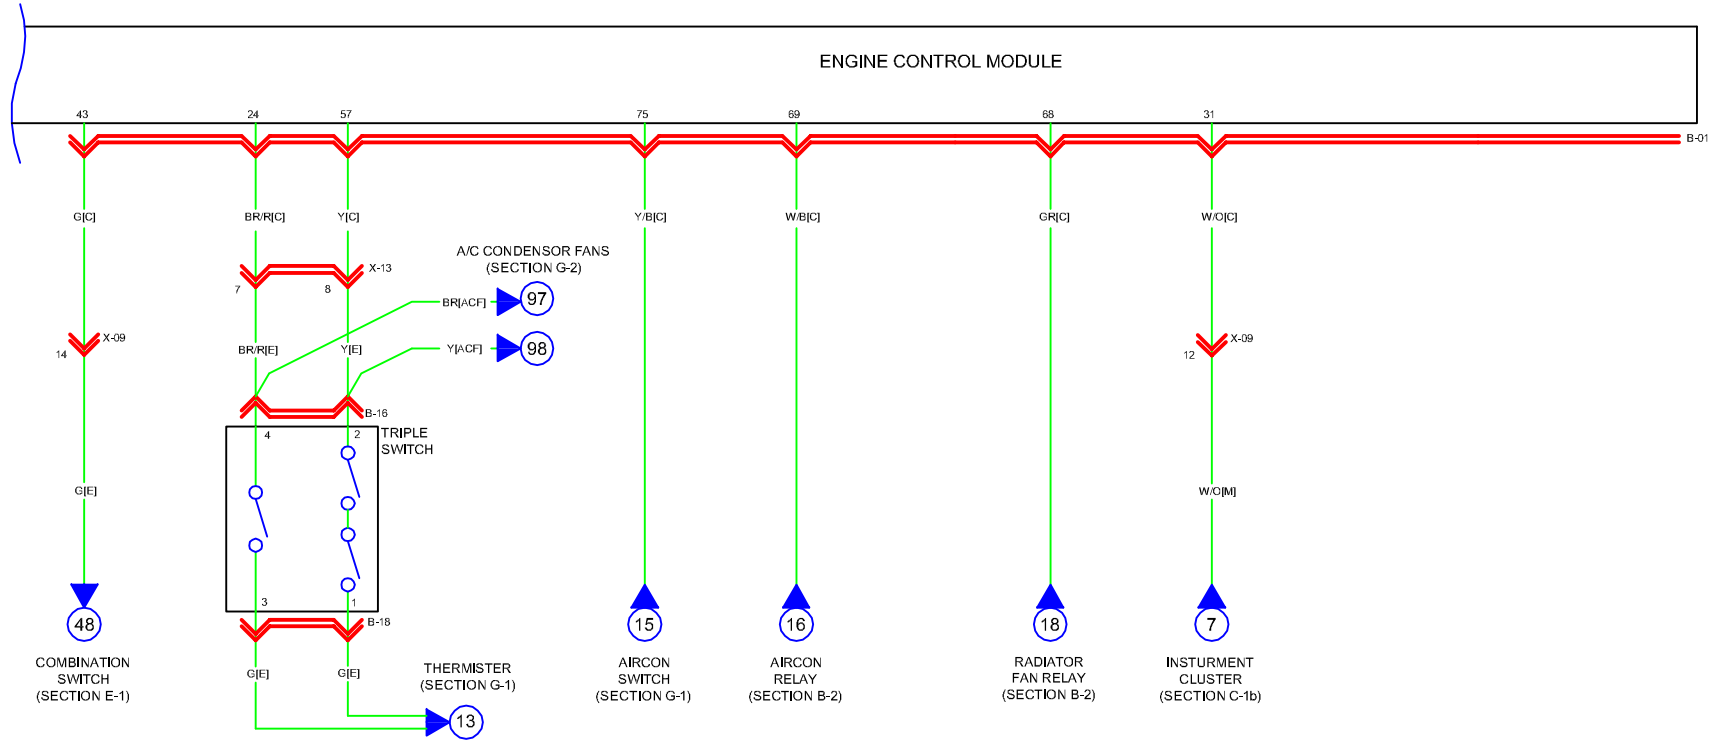 ENGINE CONTROL MODULE
43
24
57
75
69
68
31
B-01
G[C]
BR/R[C]
Y[C]
Y/B[C]
W/B[C]
GR[C]
W/O[C]
A/C CONDENSOR FANS
(SECTION G-2)
X-13
7
8
BR[ACF]
97
X-09
14
BR/R[E]
Y[E]
Y[ACF]
98
X-09
12
B-16
4
2
TRIPLE
SWITCH
G[E]
W/O[M]
3
1
B-18
48
15
16
18
7
COMBINATION
SWITCH
(SECTION E-1)
G[E]
G[E]
THERMISTER
(SECTION G-1)
13
AIRCON
SWITCH
(SECTION G-1)
AIRCON
RELAY
(SECTION B-2)
RADIATOR
FAN RELAY
(SECTION B-2)
INSTURMENT
CLUSTER
(SECTION C-1b)